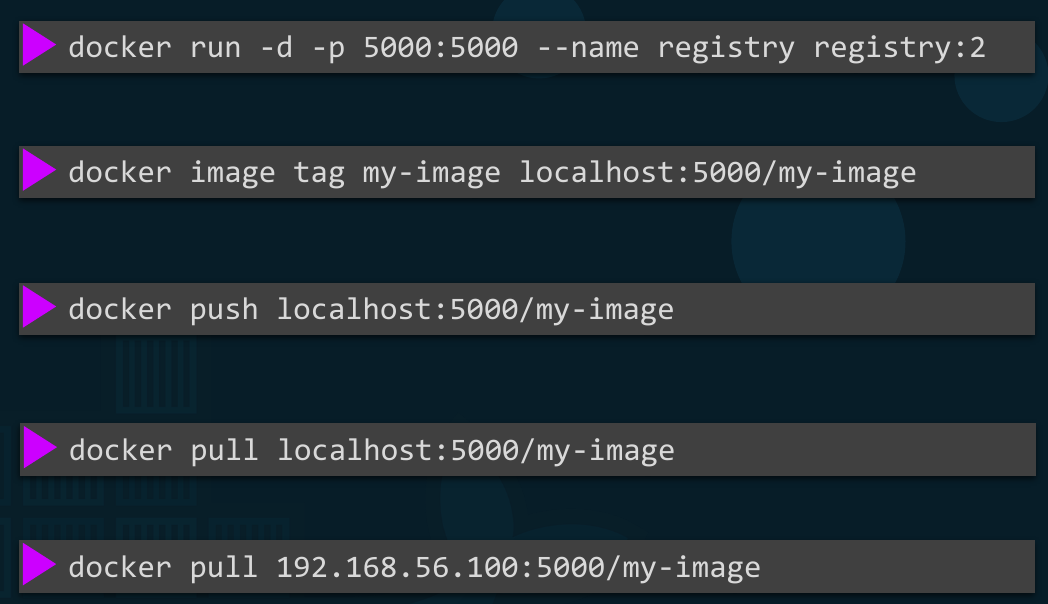 docker run -d -p 5000:5000 --name registry registry:2
docker image tag my-image localhost:5000/my-image
docker push localhost:5000/my-image
docker pull localhost:5000/my-image
docker pull 192.168.56.100:5000/my-image